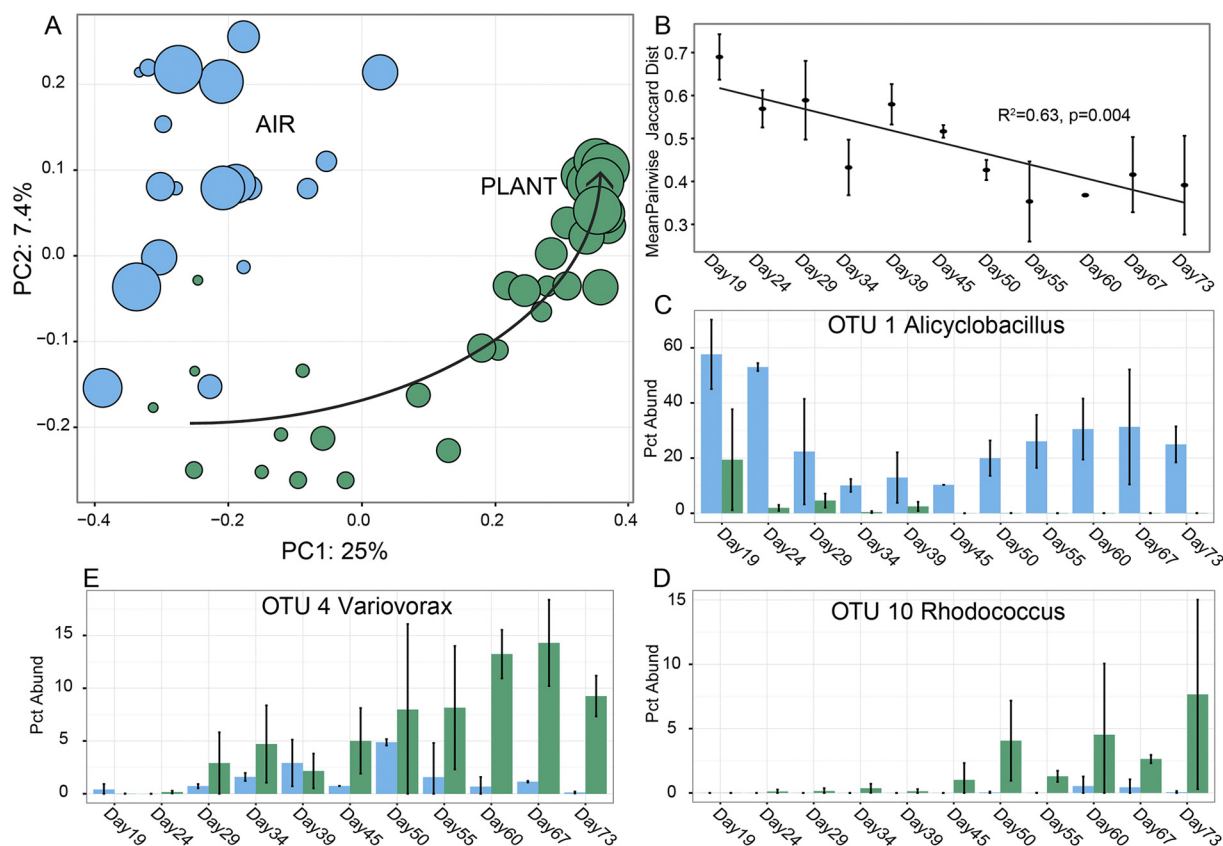 A
0.2
0.1
0.0
−0.1
−0.2
PC2: 7.4%
AIR
PLANT
−0.4
−0.2
0.0
0.2
0.4
PC1: 25%
B
MeanPairwise Jaccard Dist
0.7
0.6
0.5
0.4
0.3
R²=0.63, p=0.004
Day19
Day24
Day29
Day34
Day39
Day45
Day50
Day55
Day60
Day67
Day73
C
OTU 1 Alicyclobacillus
Pct Abund
60
40
20
0
Day19
Day24
Day29
Day34
Day39
Day45
Day50
Day55
Day60
Day67
Day73
E
OTU 4 Variovorax
Pct Abund
15
10
5
0
Day19
Day24
Day29
Day34
Day39
Day45
Day50
Day55
Day60
Day67
Day73
D
OTU 10 Rhodococcus
Pct Abund
15
10
5
0
Day19
Day24
Day29
Day34
Day39
Day45
Day50
Day55
Day60
Day67
Day73